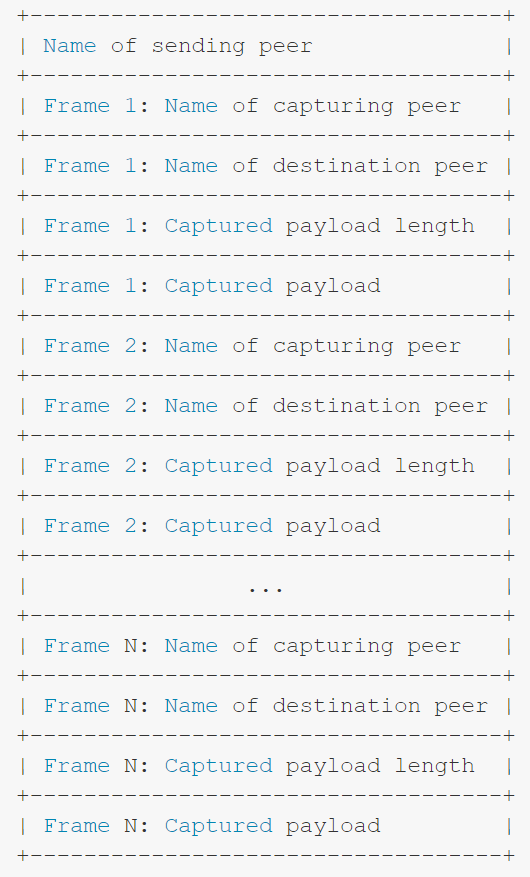 +-----------------------------------+
| Name of sending peer              |
+-----------------------------------+
| Frame 1: Name of capturing peer   |
+-----------------------------------+
| Frame 1: Name of destination peer |
+-----------------------------------+
| Frame 1: Captured payload length  |
+-----------------------------------+
| Frame 1: Captured payload         |
+-----------------------------------+
| Frame 2: Name of capturing peer   |
+-----------------------------------+
| Frame 2: Name of destination peer |
+-----------------------------------+
| Frame 2: Captured payload length  |
+-----------------------------------+
| Frame 2: Captured payload         |
+-----------------------------------+
|                ...                |
+-----------------------------------+
| Frame N: Name of capturing peer   |
+-----------------------------------+
| Frame N: Name of destination peer |
+-----------------------------------+
| Frame N: Captured payload length  |
+-----------------------------------+
| Frame N: Captured payload         |
+-----------------------------------+